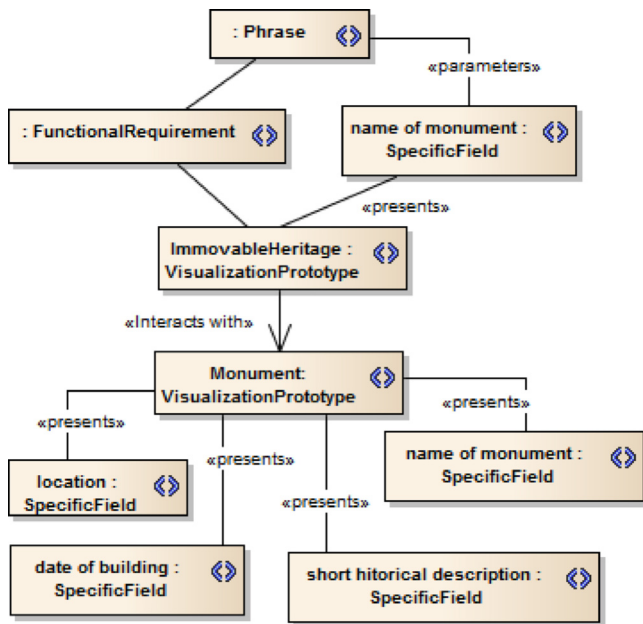 : Phrase
«parameters»
: FunctionalRequirement
name of monument :
SpecificField
«presents»
ImmovableHeritage :
VisualizationPrototype
«Interacts with»
Monument:
VisualizationPrototype
«presents»
«presents»
«presents»
name of monument :
SpecificField
location :
SpecificField
«presents»
date of building :
SpecificField
short hitorical description :
SpecificField